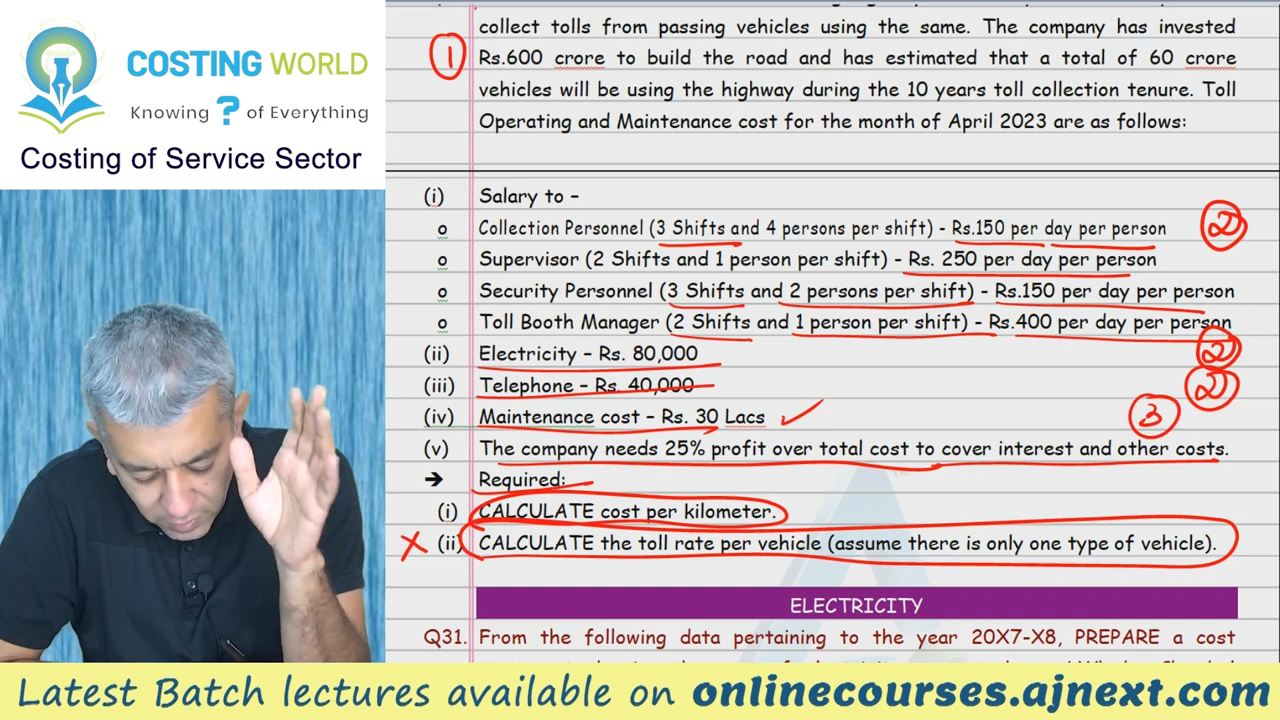 COSTING WORLD
Knowing ? of Everything
Costing of Service Sector
collect tolls from passing vehicles using the same. The company has invested
1 Rs.600 crore to build the road and has estimated that a total of 60 crore
vehicles will be using the highway during the 10 years toll collection tenure. Toll
Operating and Maintenance cost for the month of April 2023 are as follows:
(i) Salary to –
o Collection Personnel (3 Shifts and 4 persons per shift) - Rs.150 per day per person 2
o Supervisor (2 Shifts and 1 person per shift) - Rs. 250 per day per person
o Security Personnel (3 Shifts and 2 persons per shift) - Rs.150 per day per person
o Toll Booth Manager (2 Shifts and 1 person per shift) - Rs.400 per day per person
(ii) Electricity – Rs. 80,000 2
(iii) Telephone – Rs. 40,000 2
(iv) Maintenance cost – Rs. 30 Lacs ✓ 3
(v) The company needs 25% profit over total cost to cover interest and other costs.
➔ Required:
(i) CALCULATE cost per kilometer.
X (ii) CALCULATE the toll rate per vehicle (assume there is only one type of vehicle).
ELECTRICITY
Q31. From the following data pertaining to the year 20X7-X8, PREPARE a cost
Latest Batch lectures available on onlinecourses.ajnext.com